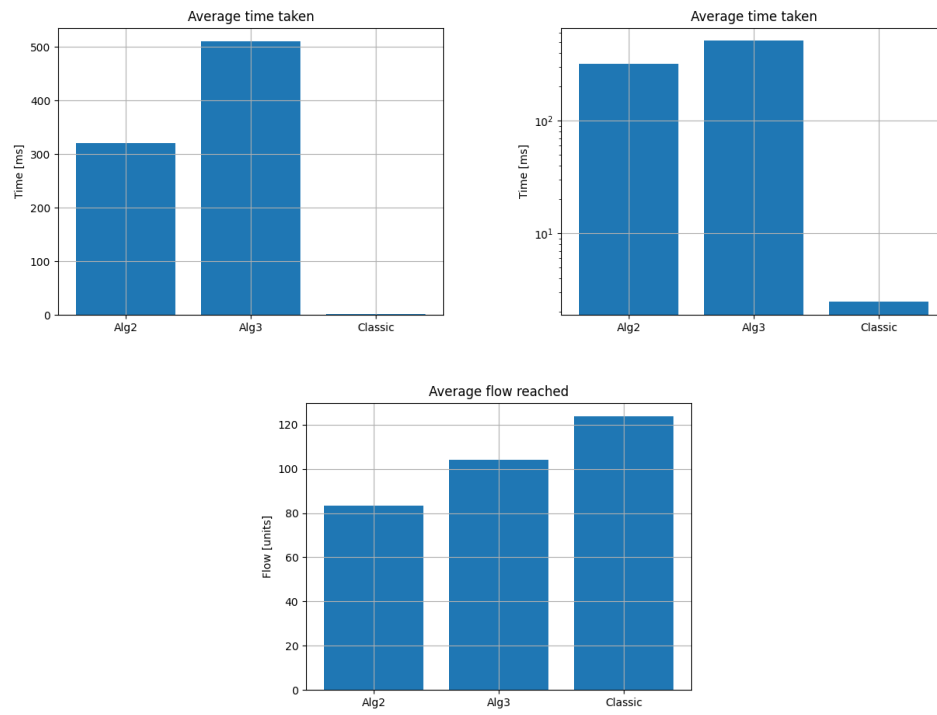 Average time taken
500
400
300
200
100
0
Time [ms]
Alg2 Alg3 Classic
Average time taken
10²
10¹
Time [ms]
Alg2 Alg3 Classic
Average flow reached
120
100
80
60
40
20
0
Flow [units]
Alg2 Alg3 Classic